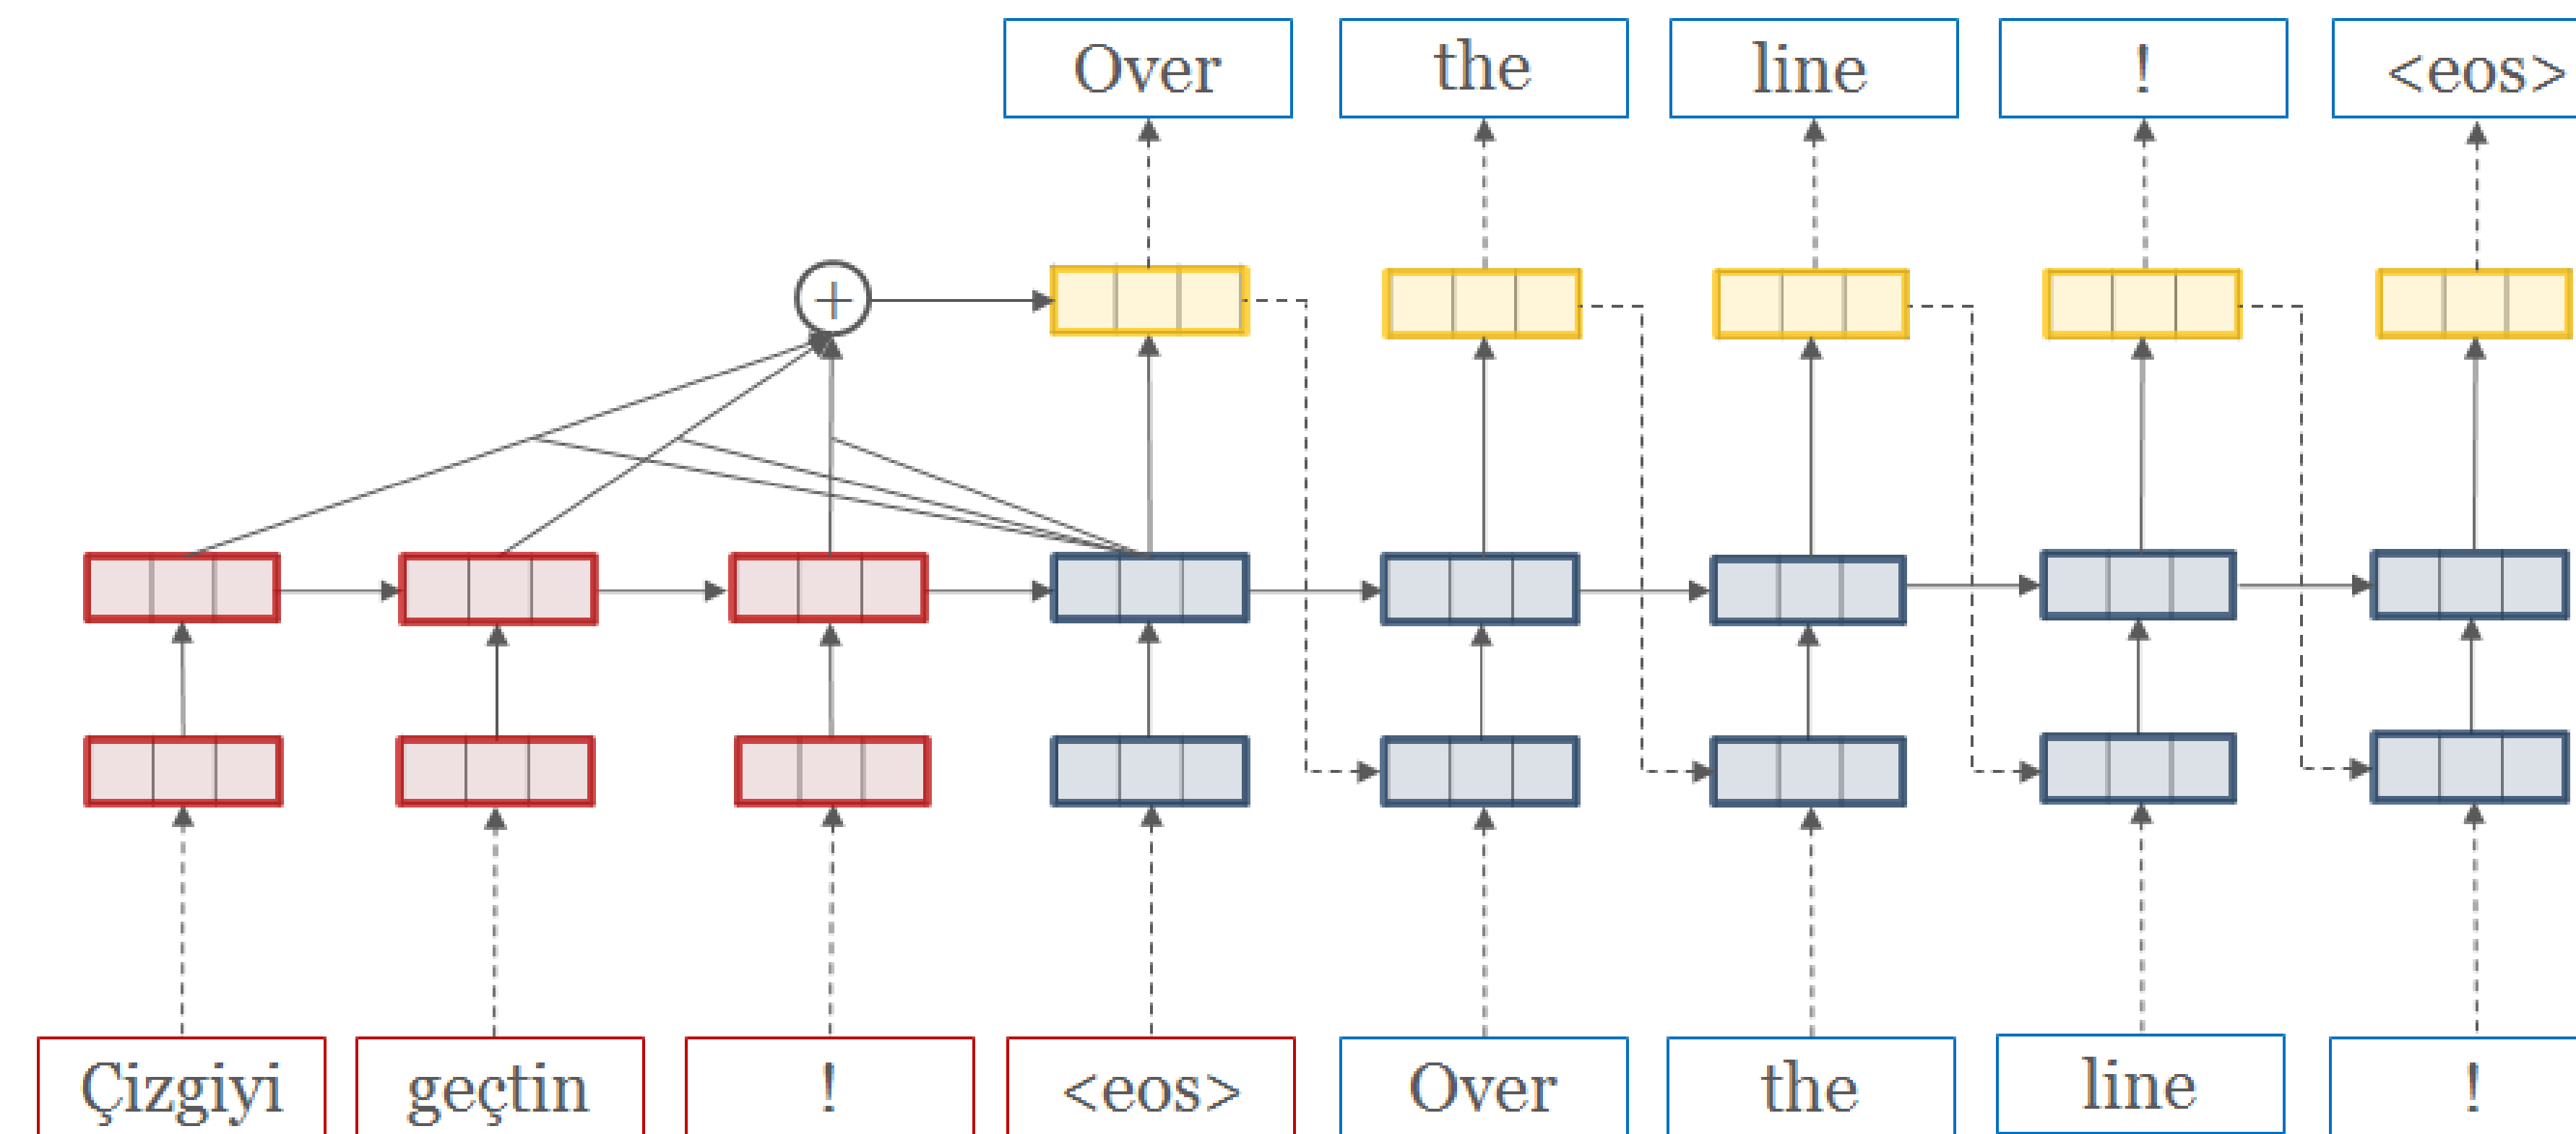 Over the line ! <eos>
+
Çizgiyi geçtin ! <eos> Over the line !